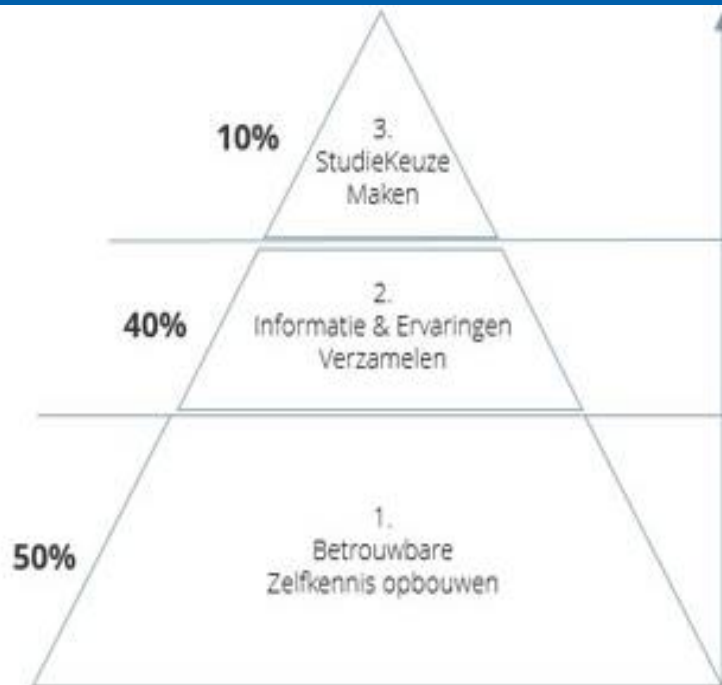 10%
3.
StudieKeuze
Maken
40%
2.
Informatie & Ervaringen
Verzamelen
50%
1.
Betrouwbare
Zelfkennis opbouwen